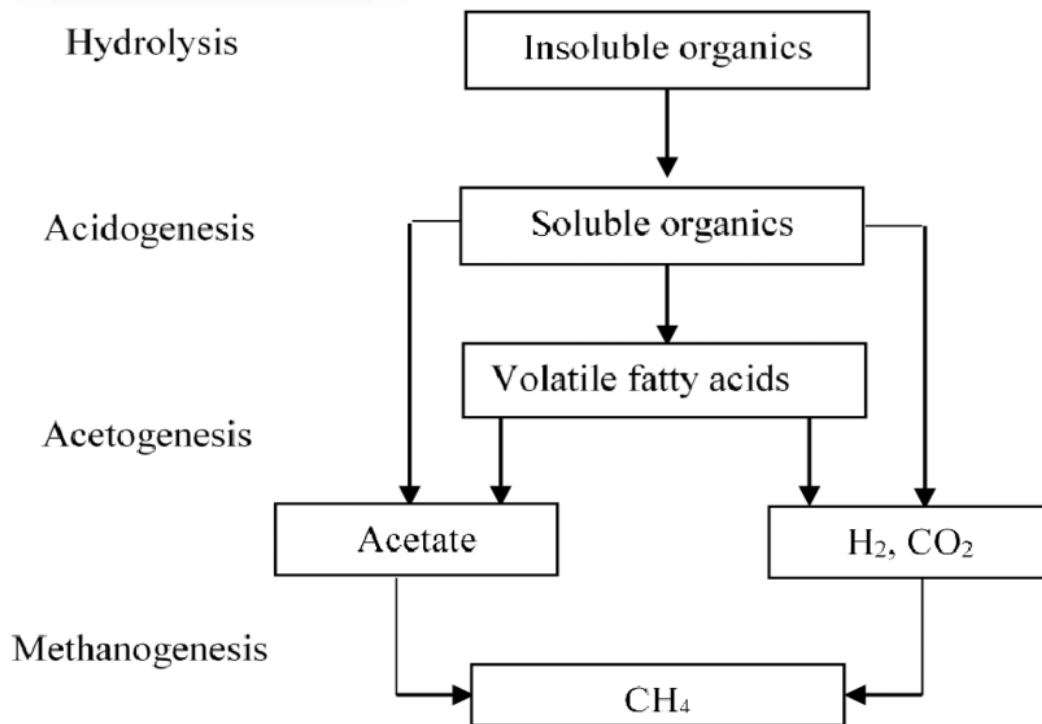 Hydrolysis
Insoluble organics
Acidogenesis
Soluble organics
Volatile fatty acids
Acetogenesis
Acetate
H₂, CO₂
Methanogenesis
CH₄